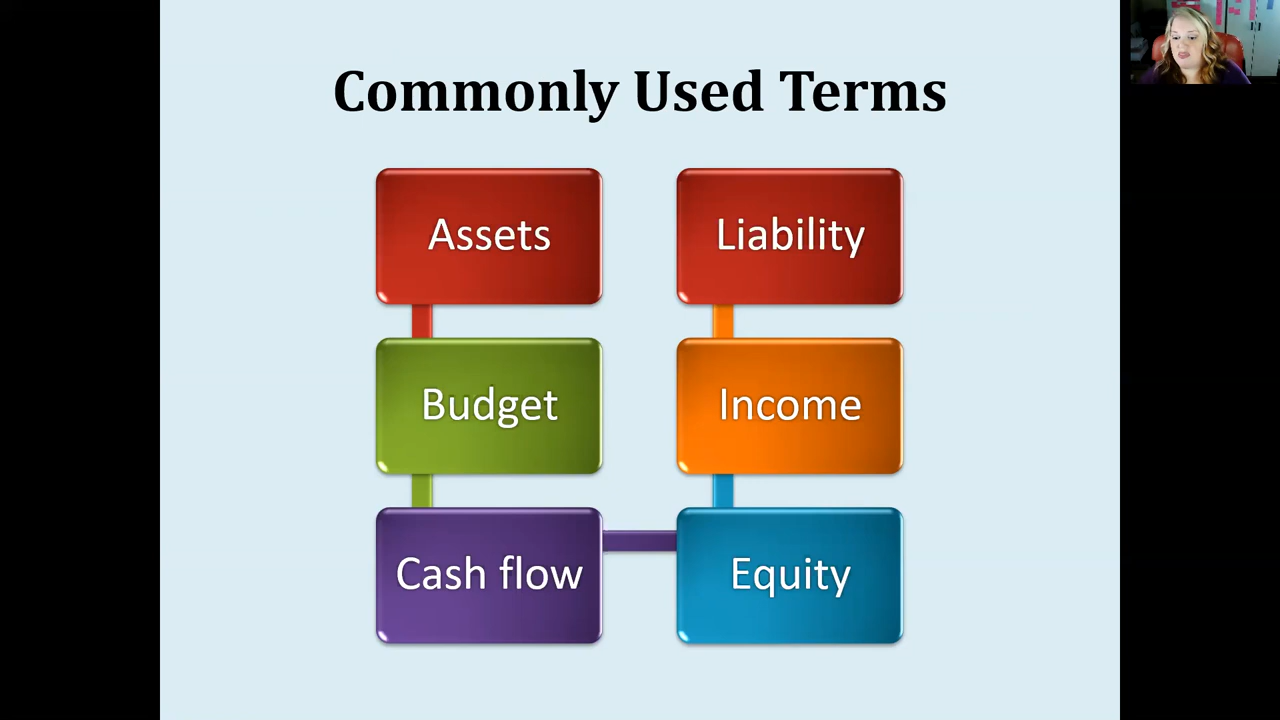 Commonly Used Terms
Assets
Liability
Budget
Income
Cash flow
Equity